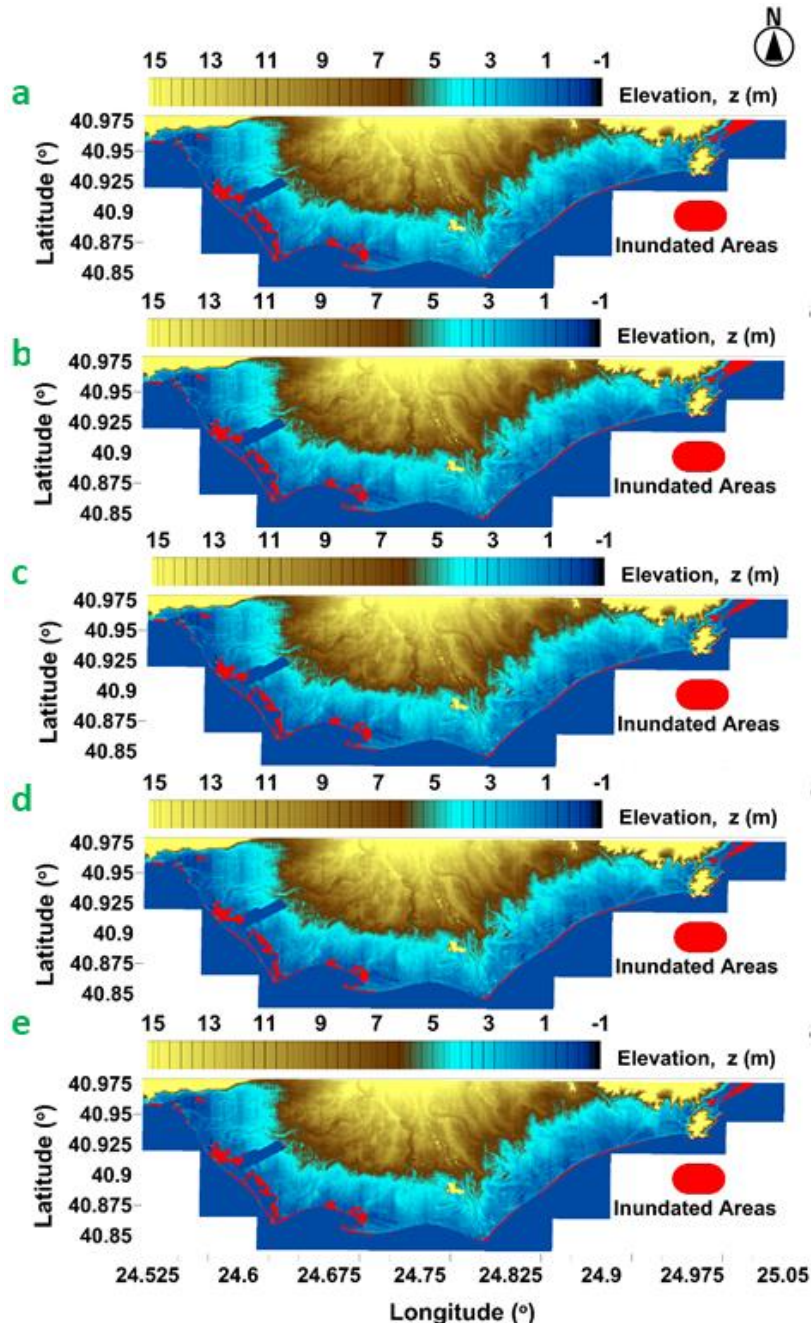 N
15 13 11 9 7 5 3 1 -1
a
Elevation, z (m)
40.975
40.95
40.925
40.9
40.875
40.85
Latitude (º)
Inundated Areas
15 13 11 9 7 5 3 1 -1
Elevation, z (m)
b
40.975
40.95
40.925
40.9
40.875
40.85
Latitude (º)
Inundated Areas
15 13 11 9 7 5 3 1 -1
c
Elevation, z (m)
40.975
40.95
40.925
40.9
40.875
40.85
Latitude (º)
Inundated Areas
15 13 11 9 7 5 3 1 -1
d
Elevation, z (m)
40.975
40.95
40.925
40.9
40.875
40.85
Latitude (º)
Inundated Areas
e
15 13 11 9 7 5 3 1 -1
Elevation, z (m)
40.975
40.95
40.925
40.9
40.875
40.85
Latitude (º)
Inundated Areas
24.525 24.6 24.675 24.75 24.825 24.9 24.975 25.05
Longitude (º)